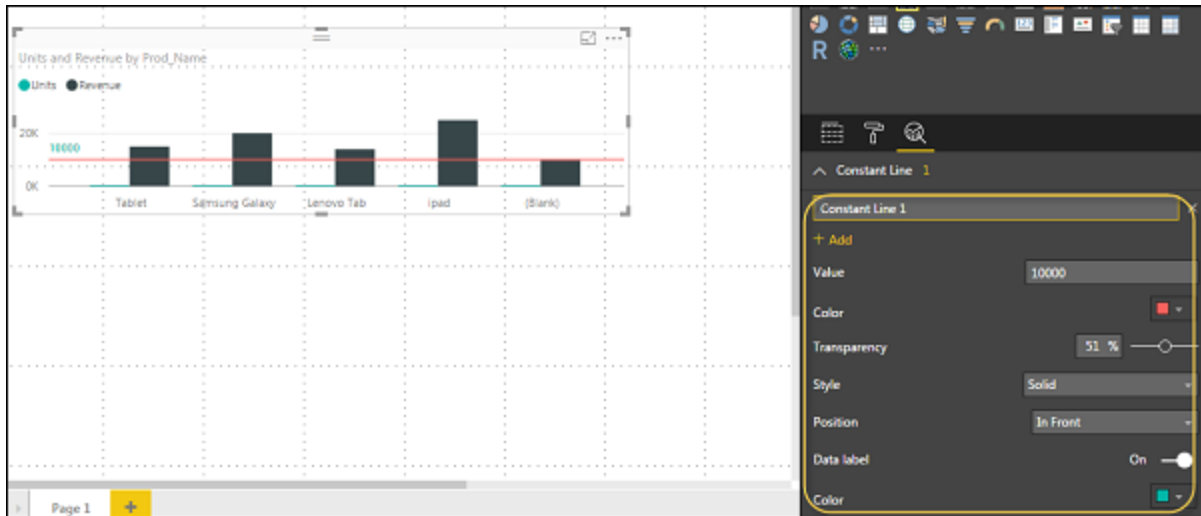 Units and Revenue by Prod_Name
Units Revenue
20K
10000
0K
Tablet Samsung Galaxy Lenovo Tab Ipad (Blank)
Page 1 +
R ...
Constant Line 1
Constant Line 1 ×
+ Add
Value 10000
Color
Transparency 51 %
Style Solid
Position In Front
Data label On
Color